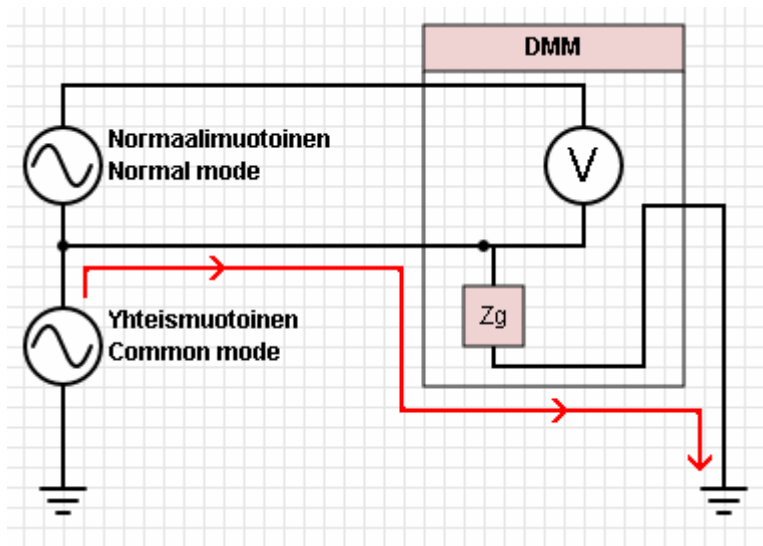 DMM
Normaalimuotoinen
Normal mode
V
Zg
Yhteismuotoinen
Common mode